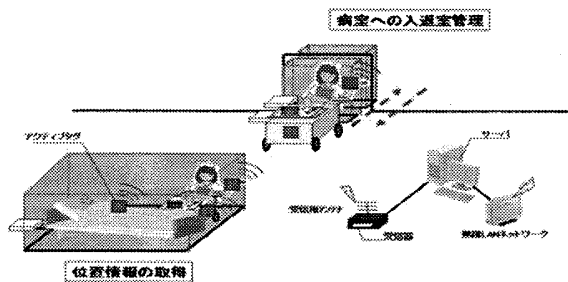 病室への入退室管理
アクティブタグ
サーバ
受信用アンテナ
受信器
無線LANネットワーク
位置情報の取得